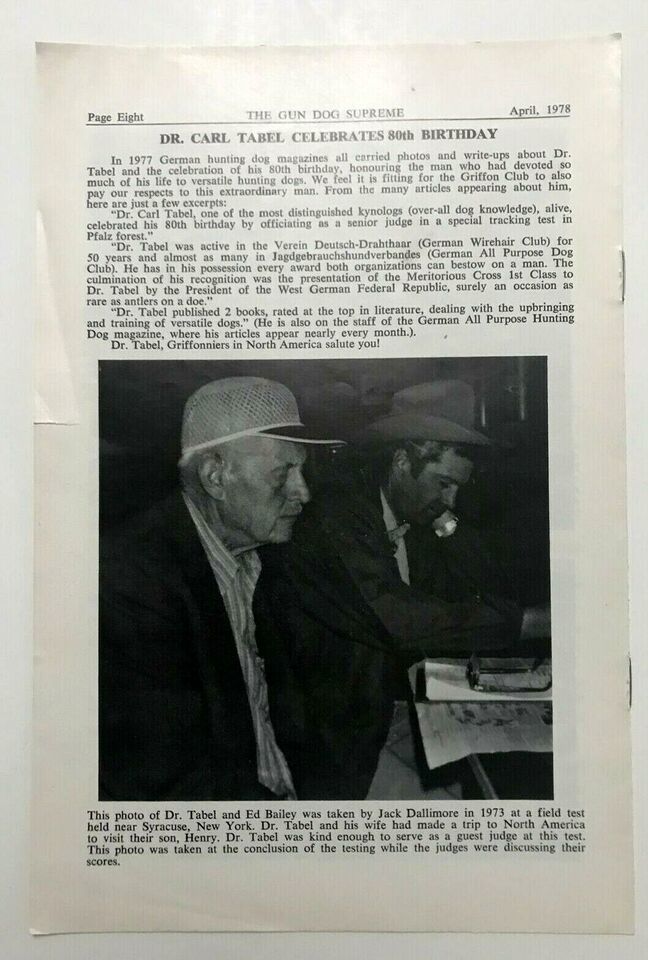 Page Eight THE GUN DOG SUPREME April, 1978
DR. CARL TABEL CELEBRATES 80th BIRTHDAY
In 1977 German hunting dog magazines all carried photos and write-ups about Dr.
Tabel and the celebration of his 80th birthday, honouring the man who had devoted so
much of his life to versatile hunting dogs. We feel it is fitting for the Griffon Club to also
pay our respects to this extraordinary man. From the many articles appearing about him,
here are just a few excerpts:
"Dr. Carl Tabel, one of the most distinguished kynologs (over-all dog knowledge), alive,
celebrated his 80th birthday by officiating as a senior judge in a special tracking test in
Pfalz forest."
"Dr. Tabel was active in the Verein Deutsch-Drahthaar (German Wirehair Club) for
50 years and almost as many in Jagdgebrauchshundverbandes (German All Purpose Dog
Club). He has in his possession every award both organizations can bestow on a man. The
culmination of his recognition was the presentation of the Meritorious Cross 1st Class to
Dr. Tabel by the President of the West German Federal Republic, surely an occasion as
rare as antlers on a doe."
"Dr. Tabel published 2 books, rated at the top in literature, dealing with the upbringing
and training of versatile dogs." (He is also on the staff of the German All Purpose Hunting
Dog magazine, where his articles appear nearly every month.).
Dr. Tabel, Griffonniers in North America salute you!
This photo of Dr. Tabel and Ed Bailey was taken by Jack Dallimore in 1973 at a field test
held near Syracuse, New York. Dr. Tabel and his wife had made a trip to North America
to visit their son, Henry. Dr. Tabel was kind enough to serve as a guest judge at this test.
This photo was taken at the conclusion of the testing while the judges were discussing their
scores.